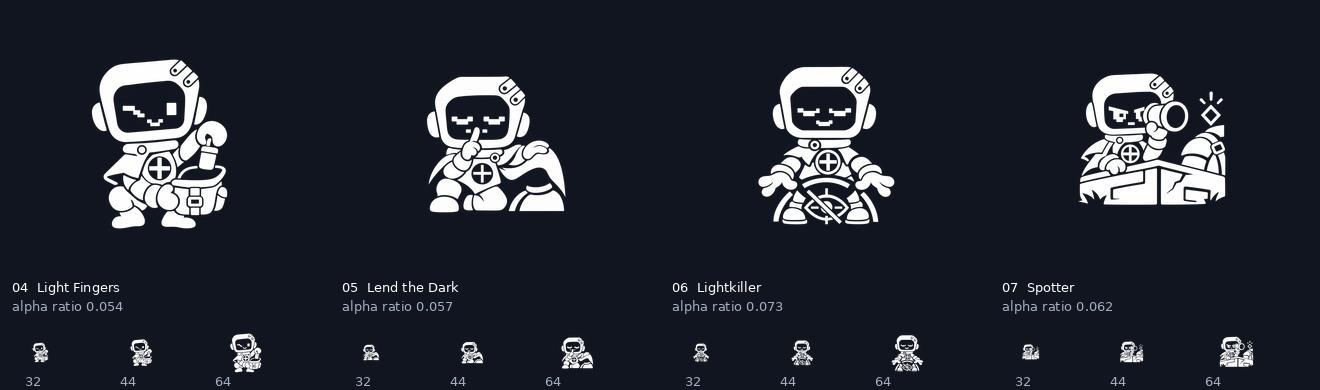 04 Light Fingers
alpha ratio 0.054
32 44 64
05 Lend the Dark
alpha ratio 0.057
32 44 64
06 Lightkiller
alpha ratio 0.073
32 44 64
07 Spotter
alpha ratio 0.062
32 44 64